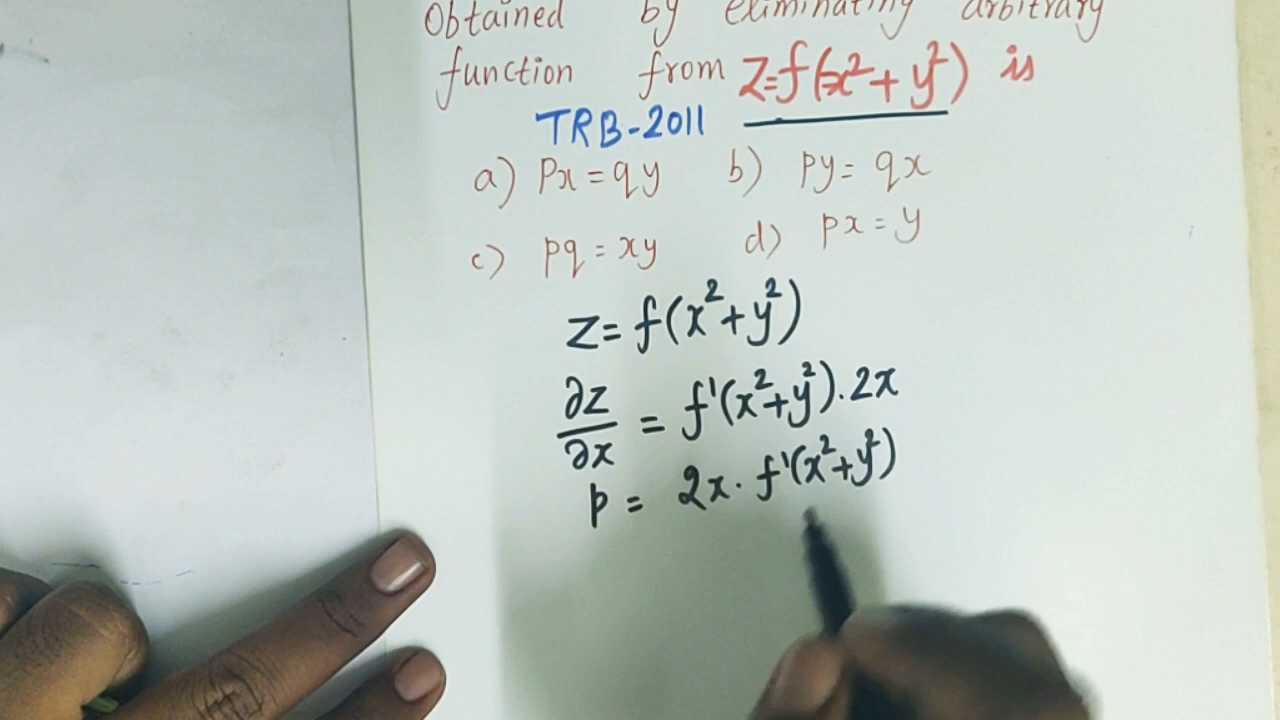 Obtained by eliminating arbitrary
function from z=f(x²+y²) is
TRB-2011
a) Px = qy b) py = qx
c) pq = xy d) px = y
z = f(x²+y²)
∂z/∂x = f'(x²+y²).2x
p = 2x. f'(x²+y²)